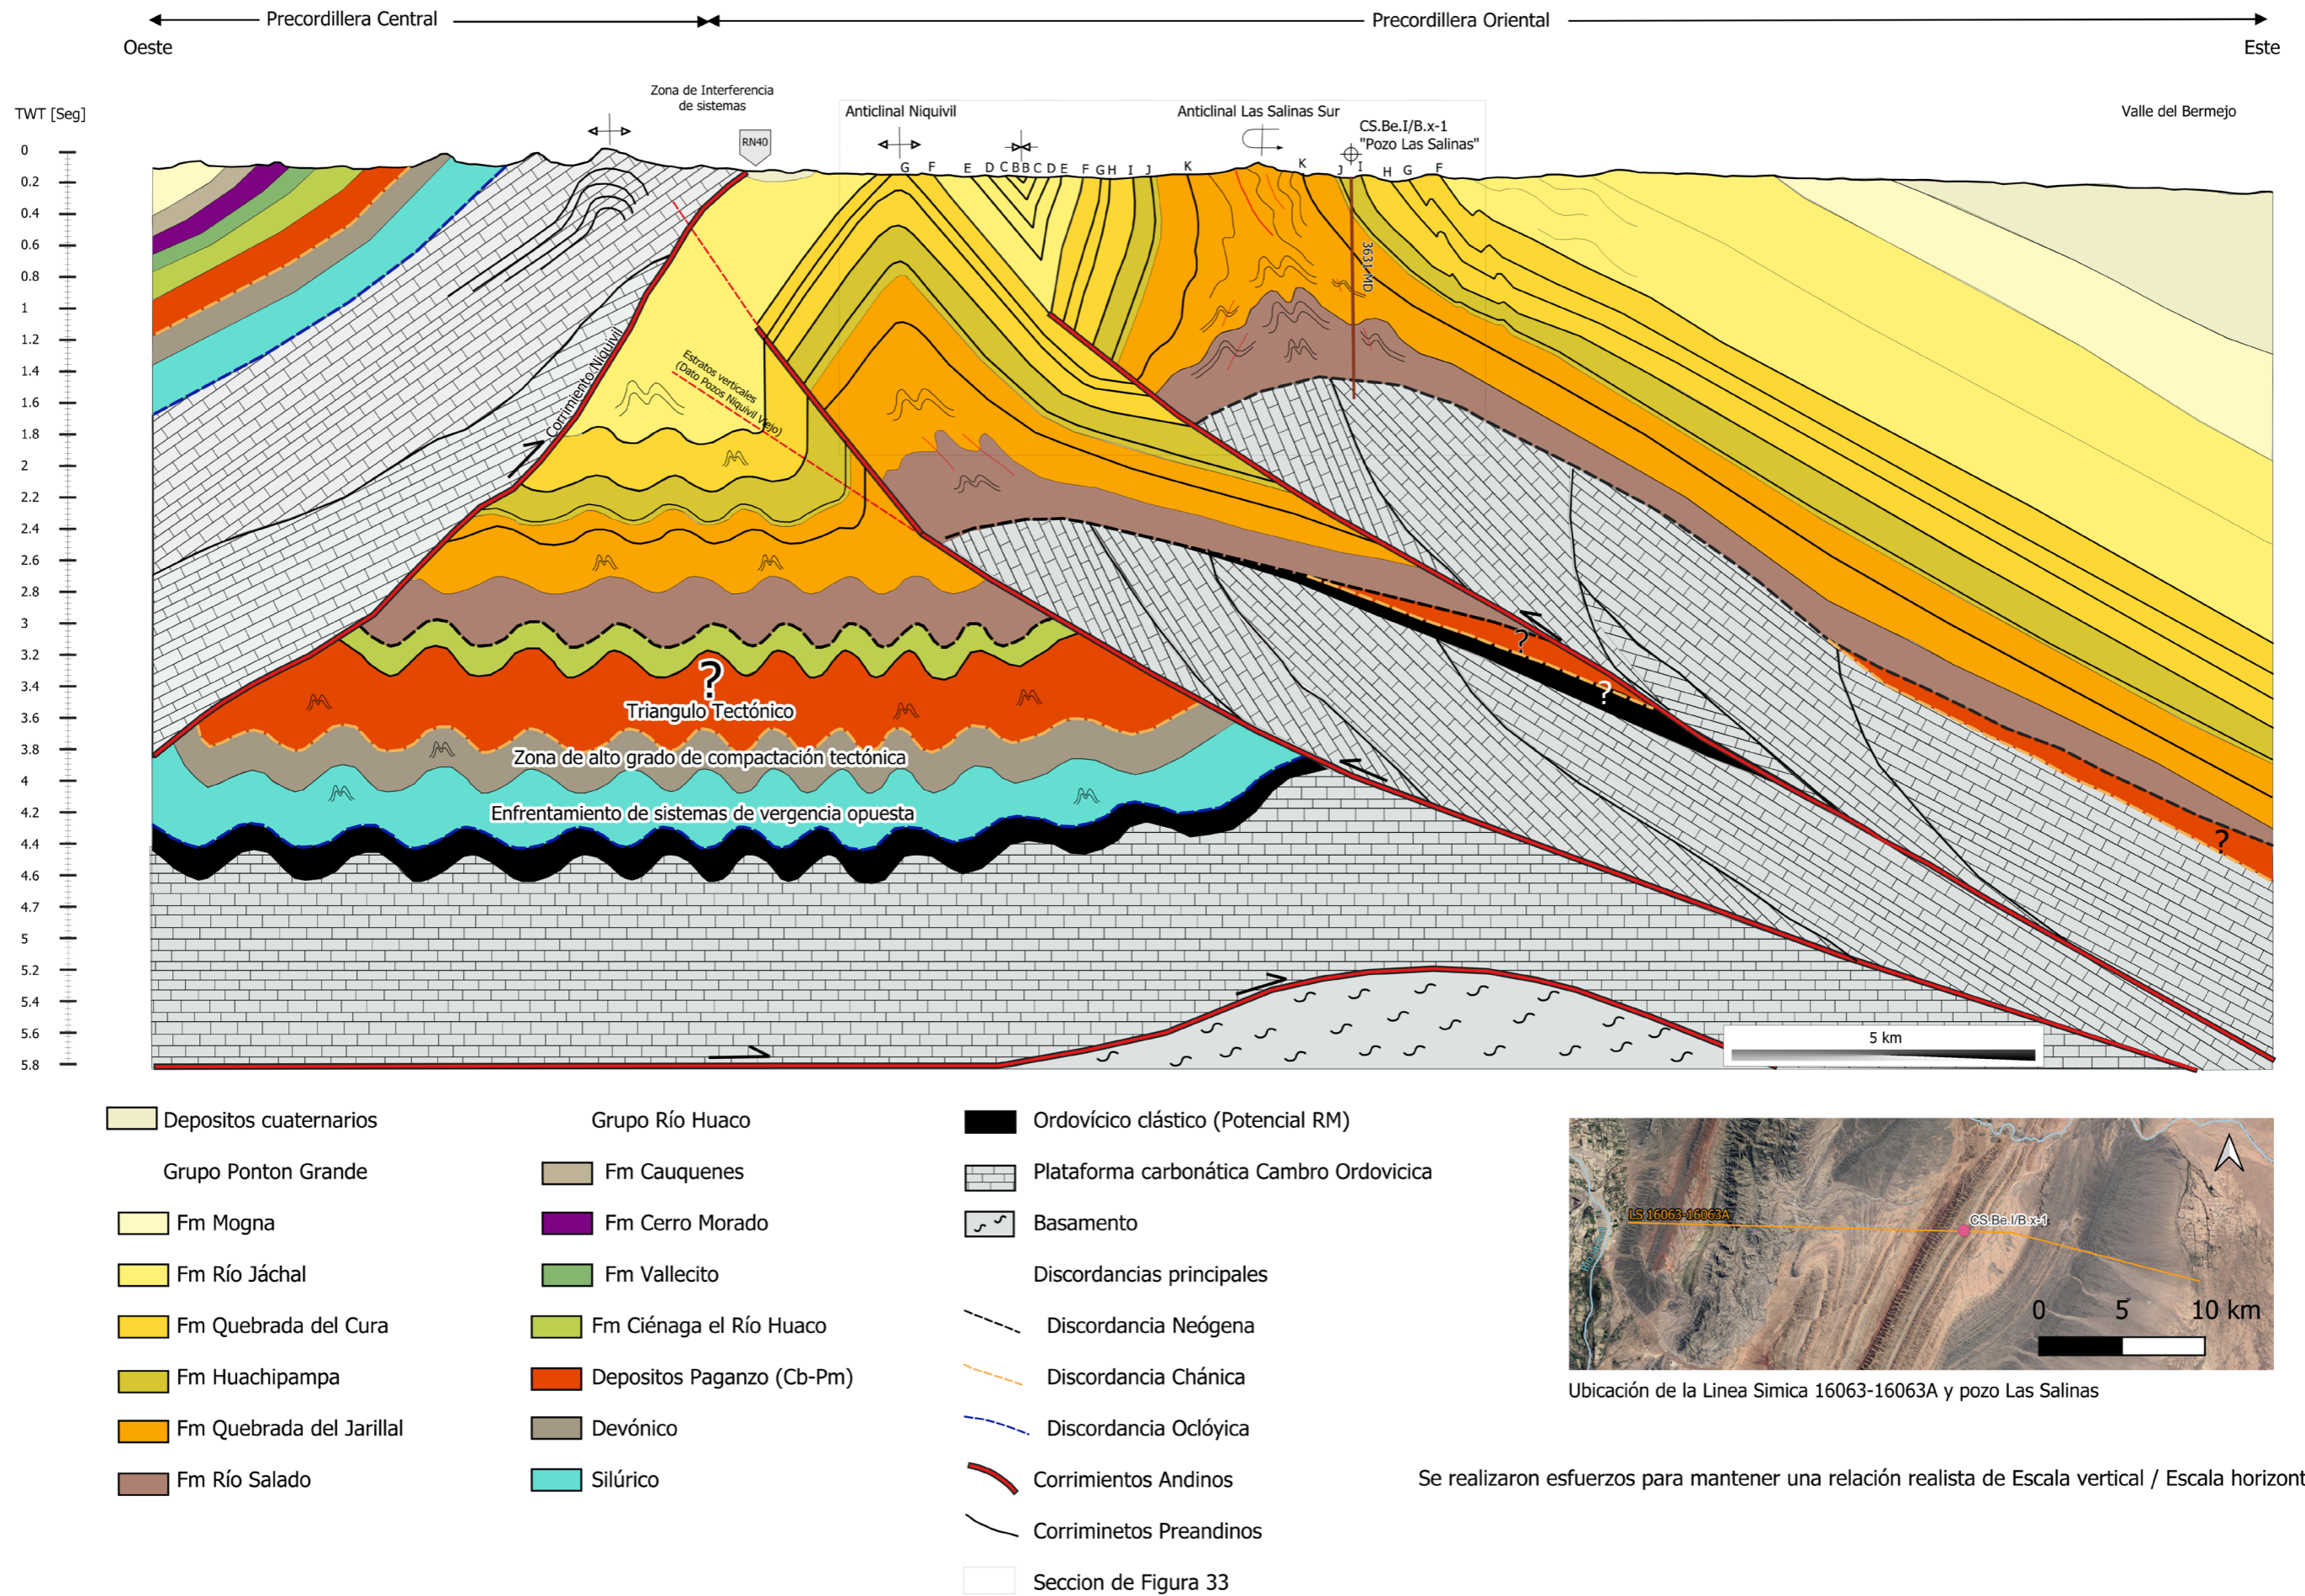 Precordillera Central
Precordillera Oriental
Oeste
Este
TWT [Seg]
Zona de Interferencia
de sistemas
RN40
Anticlinal Niquivil
Anticlinal Las Salinas Sur
CS.Be.I/B.x-1
"Pozo Las Salinas"
Valle del Bermejo
G F E D C B B C D E F G H I J K K J I H G F
0
0.2
0.4
0.6
0.8
1
1.2
1.4
1.6
1.8
2
2.2
2.4
2.6
2.8
3
3.2
3.4
3.6
3.8
4
4.2
4.4
4.6
4.7
5
5.2
5.4
5.6
5.8
3631 MD
Corrimiento Niquivil
Estratos verticales
(Dato Pozos Niquivil Viejo)
?
?
?
?
Triangulo Tectónico
Zona de alto grado de compactación tectónica
Enfrentamiento de sistemas de vergencia opuesta
5 km
Depositos cuaternarios
Grupo Ponton Grande
Fm Mogna
Fm Río Jáchal
Fm Quebrada del Cura
Fm Huachipampa
Fm Quebrada del Jarillal
Fm Río Salado
Grupo Río Huaco
Fm Cauquenes
Fm Cerro Morado
Fm Vallecito
Fm Ciénaga el Río Huaco
Depositos Paganzo (Cb-Pm)
Devónico
Silúrico
Ordovícico clástico (Potencial RM)
Plataforma carbonática Cambro Ordovicica
Basamento
Discordancias principales
Discordancia Neógena
Discordancia Chánica
Discordancia Oclóyica
Corrimientos Andinos
Corriminetos Preandinos
Seccion de Figura 33
LS 16063-16063A
CS.Be.I/B.x-1
0 5 10 km
Ubicación de la Linea Simica 16063-16063A y pozo Las Salinas
Se realizaron esfuerzos para mantener una relación realista de Escala vertical / Escala horizont